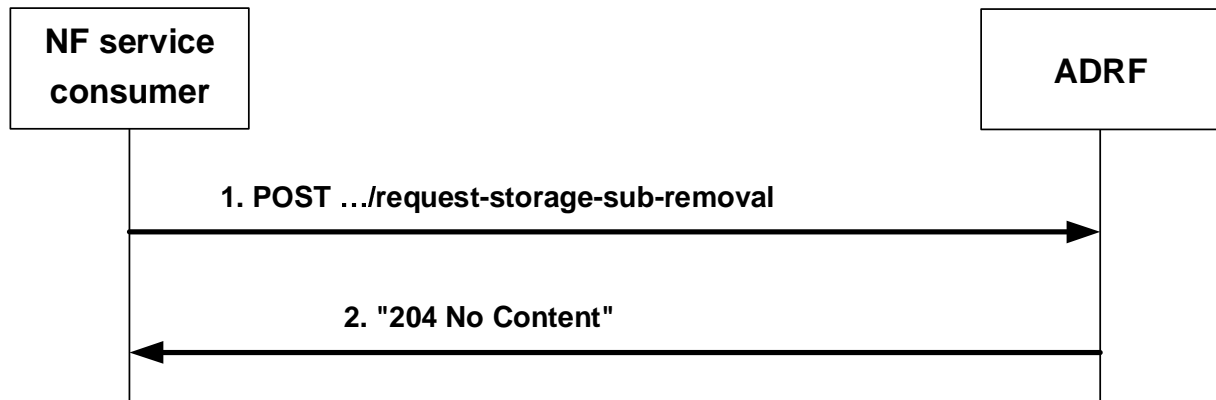 NF service
consumer
ADRF
1. POST …/request-storage-sub-removal
2. "204 No Content"